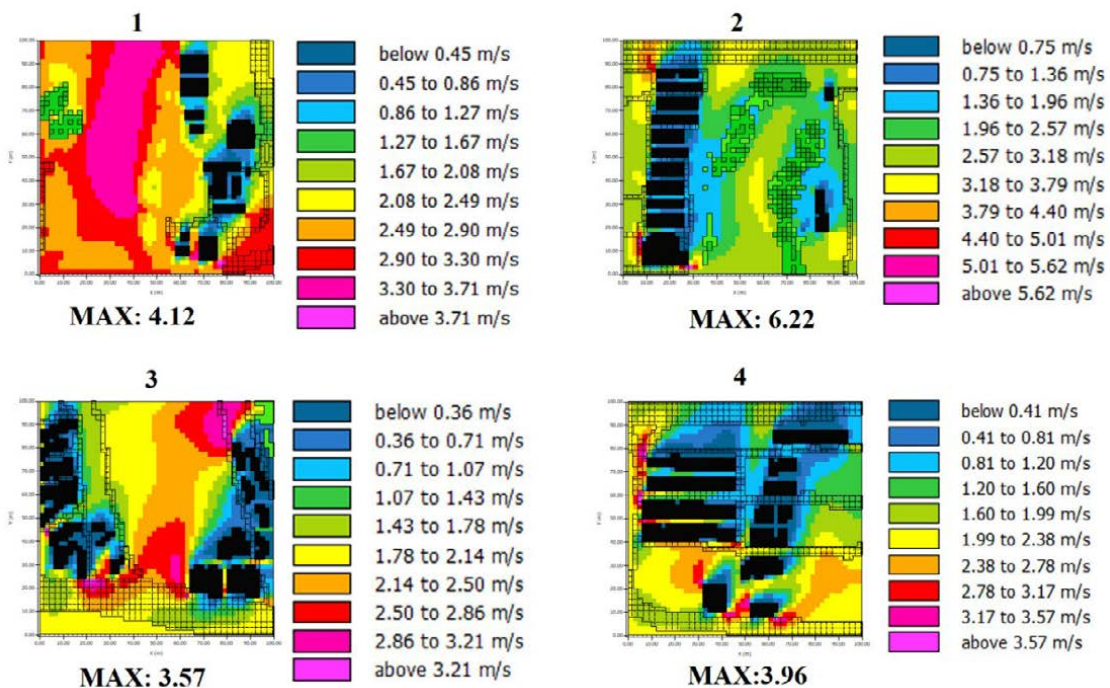 1
below 0.45 m/s
0.45 to 0.86 m/s
0.86 to 1.27 m/s
1.27 to 1.67 m/s
1.67 to 2.08 m/s
2.08 to 2.49 m/s
2.49 to 2.90 m/s
2.90 to 3.30 m/s
3.30 to 3.71 m/s
above 3.71 m/s
MAX: 4.12
2
below 0.75 m/s
0.75 to 1.36 m/s
1.36 to 1.96 m/s
1.96 to 2.57 m/s
2.57 to 3.18 m/s
3.18 to 3.79 m/s
3.79 to 4.40 m/s
4.40 to 5.01 m/s
5.01 to 5.62 m/s
above 5.62 m/s
MAX: 6.22
3
below 0.36 m/s
0.36 to 0.71 m/s
0.71 to 1.07 m/s
1.07 to 1.43 m/s
1.43 to 1.78 m/s
1.78 to 2.14 m/s
2.14 to 2.50 m/s
2.50 to 2.86 m/s
2.86 to 3.21 m/s
above 3.21 m/s
MAX: 3.57
4
below 0.41 m/s
0.41 to 0.81 m/s
0.81 to 1.20 m/s
1.20 to 1.60 m/s
1.60 to 1.99 m/s
1.99 to 2.38 m/s
2.38 to 2.78 m/s
2.78 to 3.17 m/s
3.17 to 3.57 m/s
above 3.57 m/s
MAX:3.96